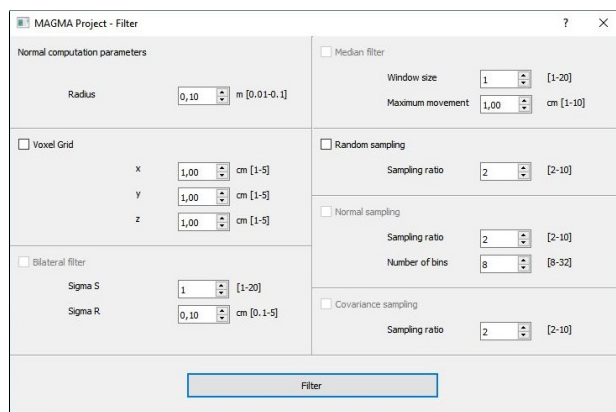 MAGMA Project - Filter
? X
Normal computation parameters
Radius 0,10 m [0.01-0.1]
Voxel Grid
x 1,00 cm [1-5]
y 1,00 cm [1-5]
z 1,00 cm [1-5]
Bilateral filter
Sigma S 1 [1-20]
Sigma R 0,10 cm [0.1-5]
Median filter
Window size 1 [1-20]
Maximum movement 1,00 cm [1-10]
Random sampling
Sampling ratio 2 [2-10]
Normal sampling
Sampling ratio 2 [2-10]
Number of bins 8 [8-32]
Covariance sampling
Sampling ratio 2 [2-10]
Filter